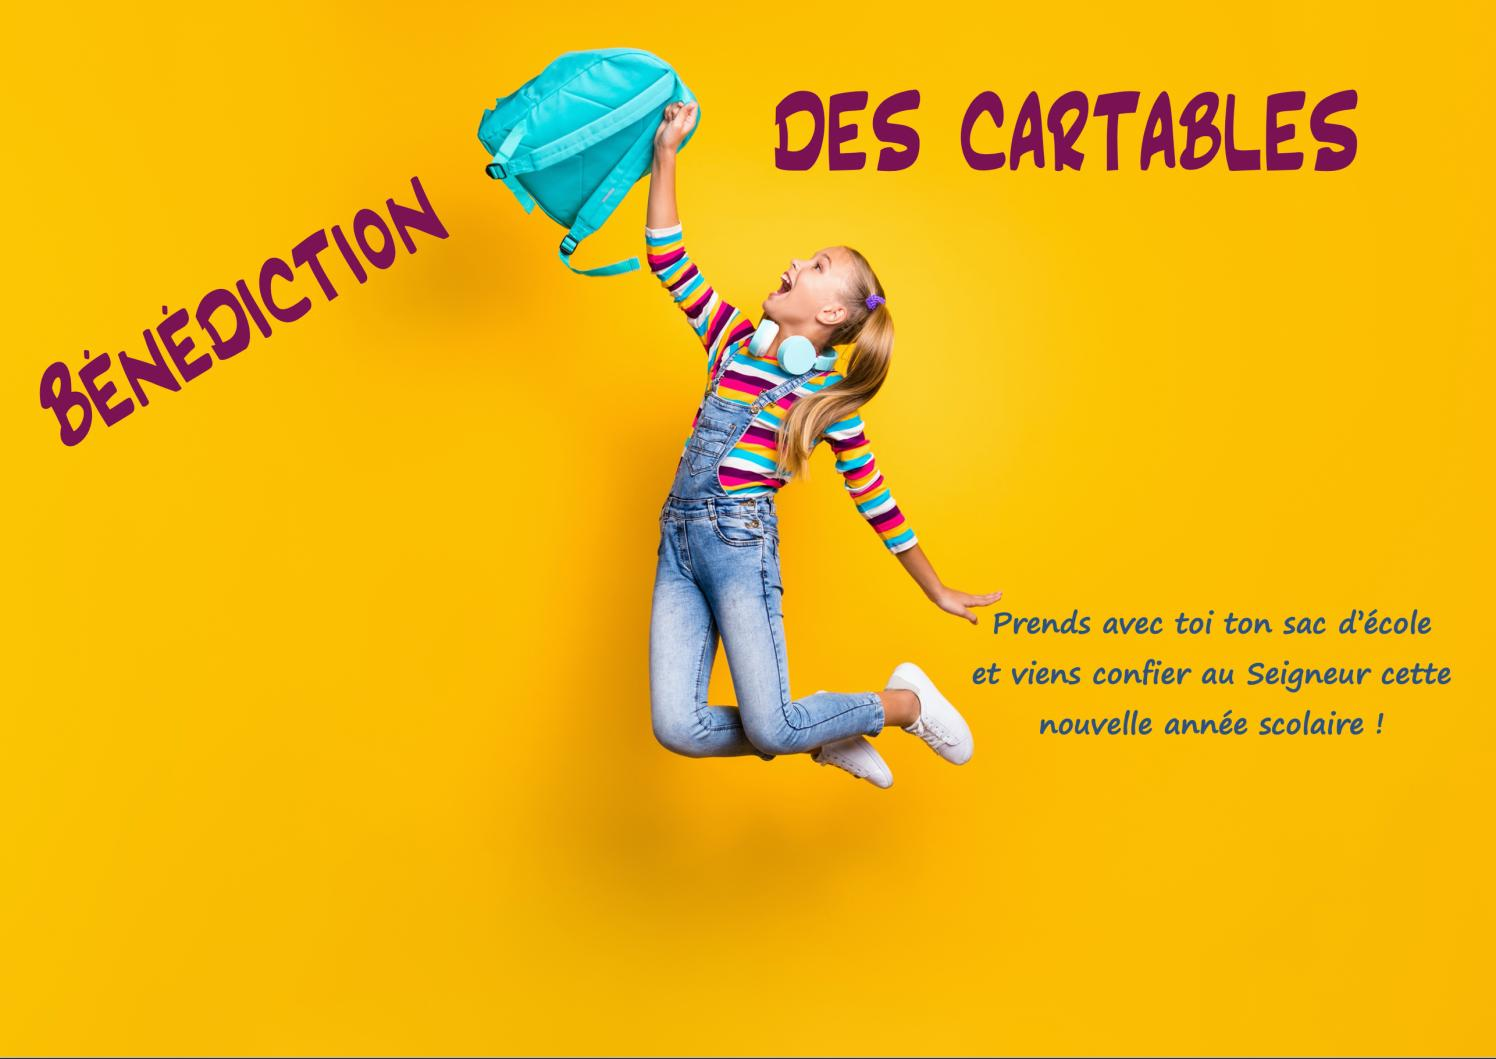 BÉNÉDICTION
DES CARTABLES
Prends avec toi ton sac d’école
et viens confier au Seigneur cette
nouvelle année scolaire !